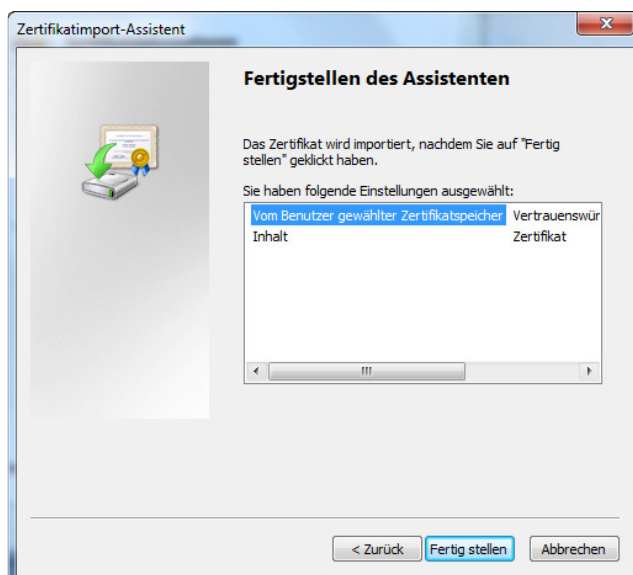 Zertifikatimport-Assistent
Fertigstellen des Assistenten
Das Zertifikat wird importiert, nachdem Sie auf "Fertig
stellen" geklickt haben.
Sie haben folgende Einstellungen ausgewählt:
Vom Benutzer gewählter Zertifikatspeicher Vertrauenswür
Inhalt Zertifikat
< Zurück Fertig stellen Abbrechen